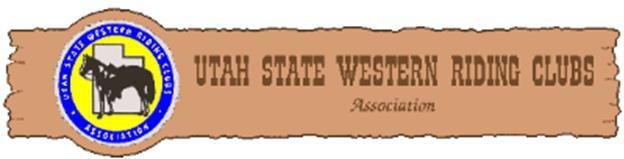 UTAH STATE WESTERN RIDING CLUBS
• ASSOCIATION •
UTAH STATE WESTERN RIDING CLUBS
Association